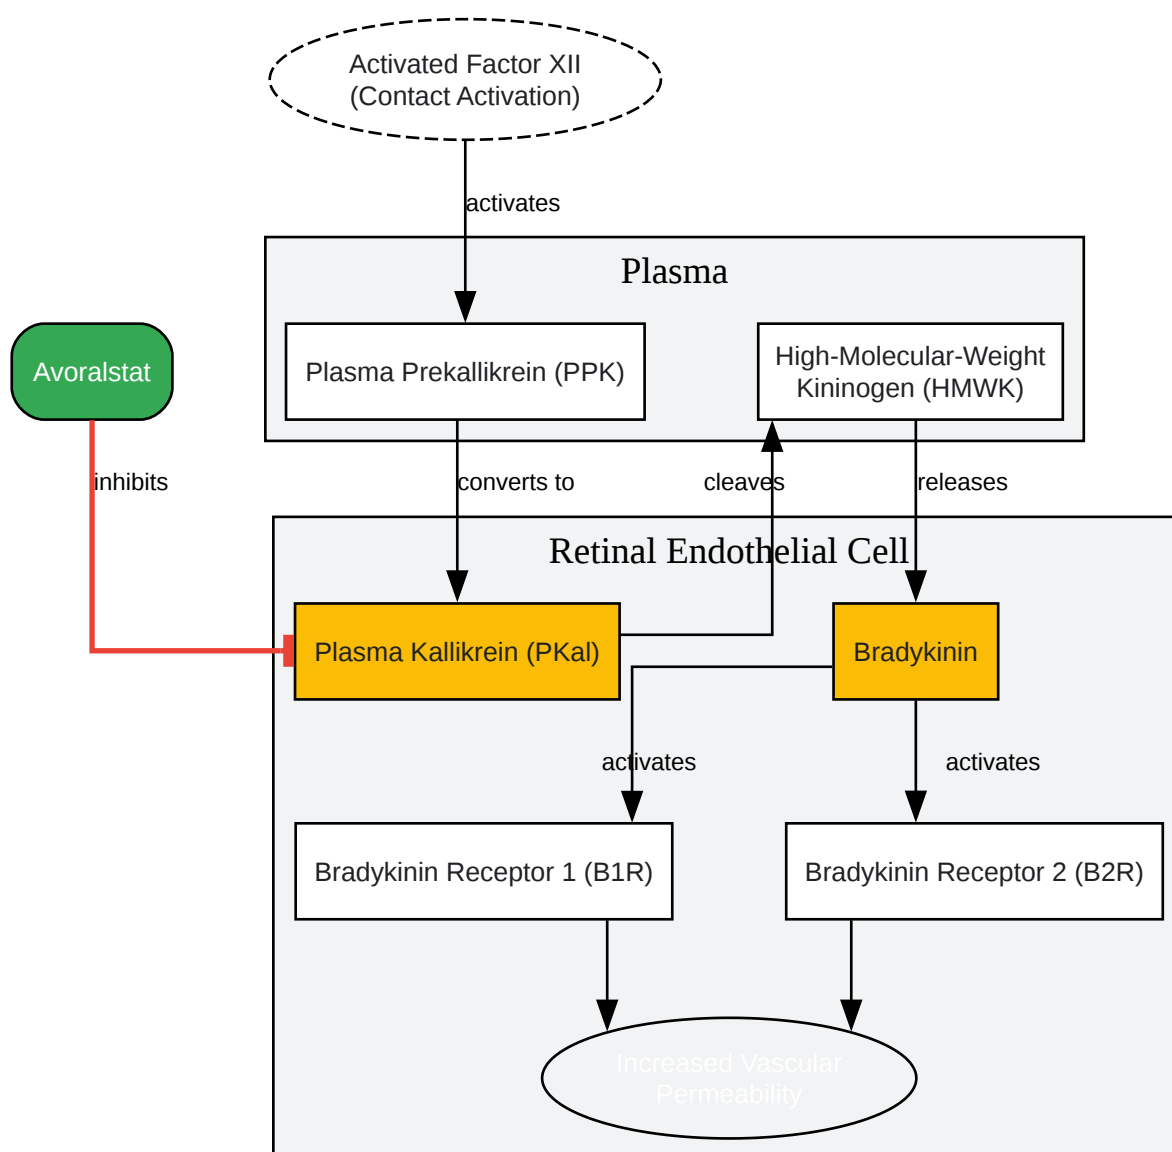 Activated Factor XII
(Contact Activation)
activates
Plasma
Avoralstat
Plasma Prekallikrein (PPK)
High-Molecular-Weight
Kininogen (HMWK)
inhibits
converts to
cleaves
releases
Retinal Endothelial Cell
Plasma Kallikrein (PKal)
Bradykinin
activates
activates
Bradykinin Receptor 1 (B1R)
Bradykinin Receptor 2 (B2R)
Increased Vascular
Permeability